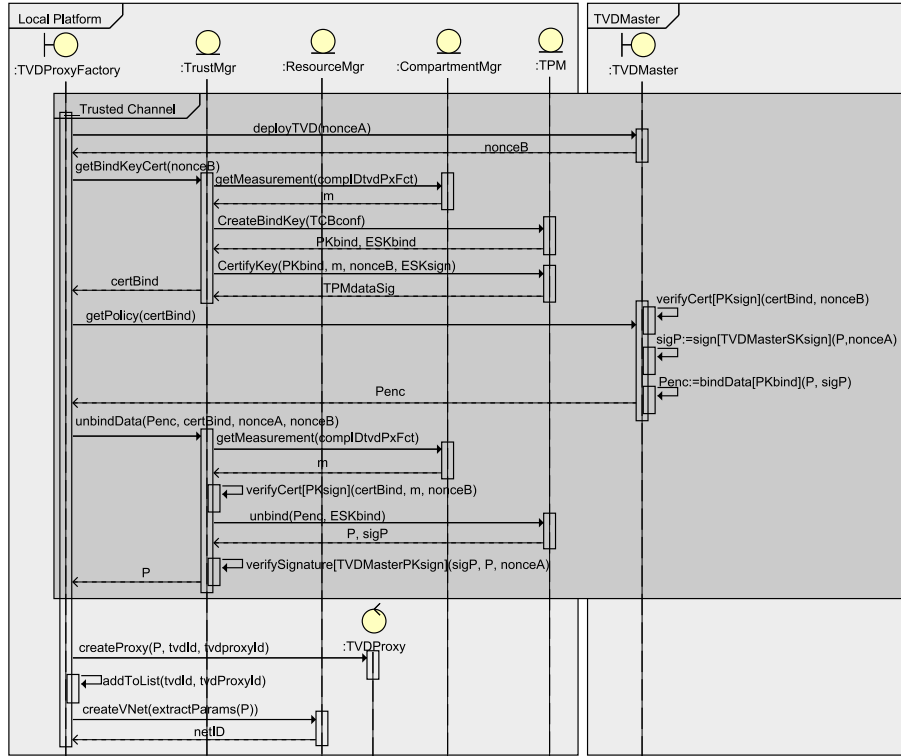 Local Platform
TVDMaster
:TVDProxyFactory
:TrustMgr
:ResourceMgr
:CompartmentMgr
:TPM
:TVDMaster
Trusted Channel
deployTVD(nonceA)
nonceB
getBindKeyCert(nonceB)
getMeasurement(compIDtvdPxFct)
m
CreateBindKey(TCBconf)
PKbind, ESKbind
CertifyKey(PKbind, m, nonceB, ESKsign)
certBind
TPMdataSig
verifyCert[PKsign](certBind, nonceB)
getPolicy(certBind)
sigP:=sign[TVDMasterSKsign](P,nonceA)
Penc:=bindData[PKbind](P, sigP)
Penc
unbindData(Penc, certBind, nonceA, nonceB)
getMeasurement(compIDtvdPxFct)
m
verifyCert[PKsign](certBind, m, nonceB)
unbind(Penc, ESKbind)
P, sigP
verifySignature[TVDMasterPKsign](sigP, P, nonceA)
P
:TVDProxy
createProxy(P, tvdId, tvdproxyId)
addToList(tvdId, tvdProxyId)
createVNet(extractParams(P))
netID